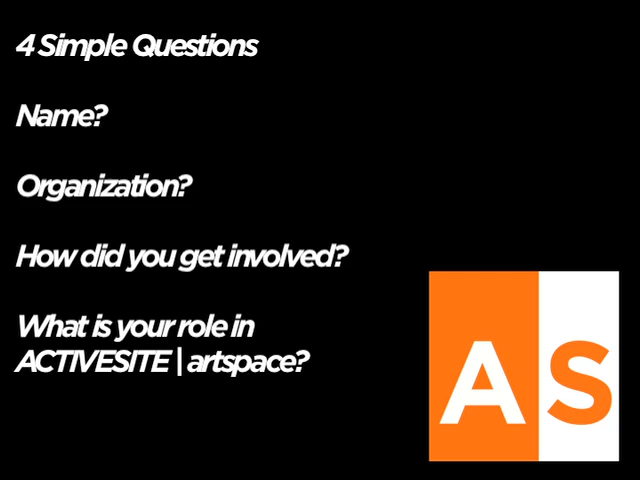 4 Simple Questions
Name?
Organization?
How did you get involved?
What is your role in
ACTIVESITE | artspace?
AS